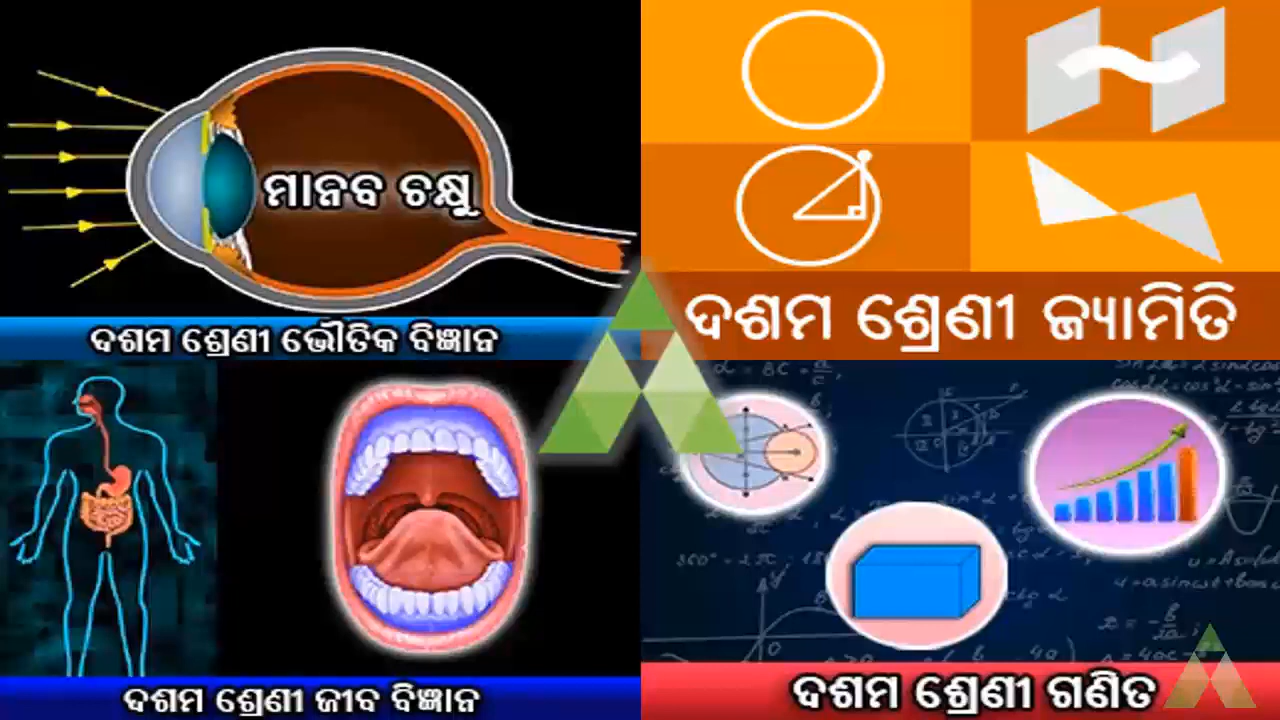 ମାନବ ଚକ୍ଷୁ
ଦଶମ ଶ୍ରେଣୀ ଭୌତିକ ବିଜ୍ଞାନ
ଦଶମ ଶ୍ରେଣୀ ଜ୍ୟାମିତି
ଦଶମ ଶ୍ରେଣୀ ଜୀବ ବିଜ୍ଞାନ
ଦଶମ ଶ୍ରେଣୀ ଗଣିତ